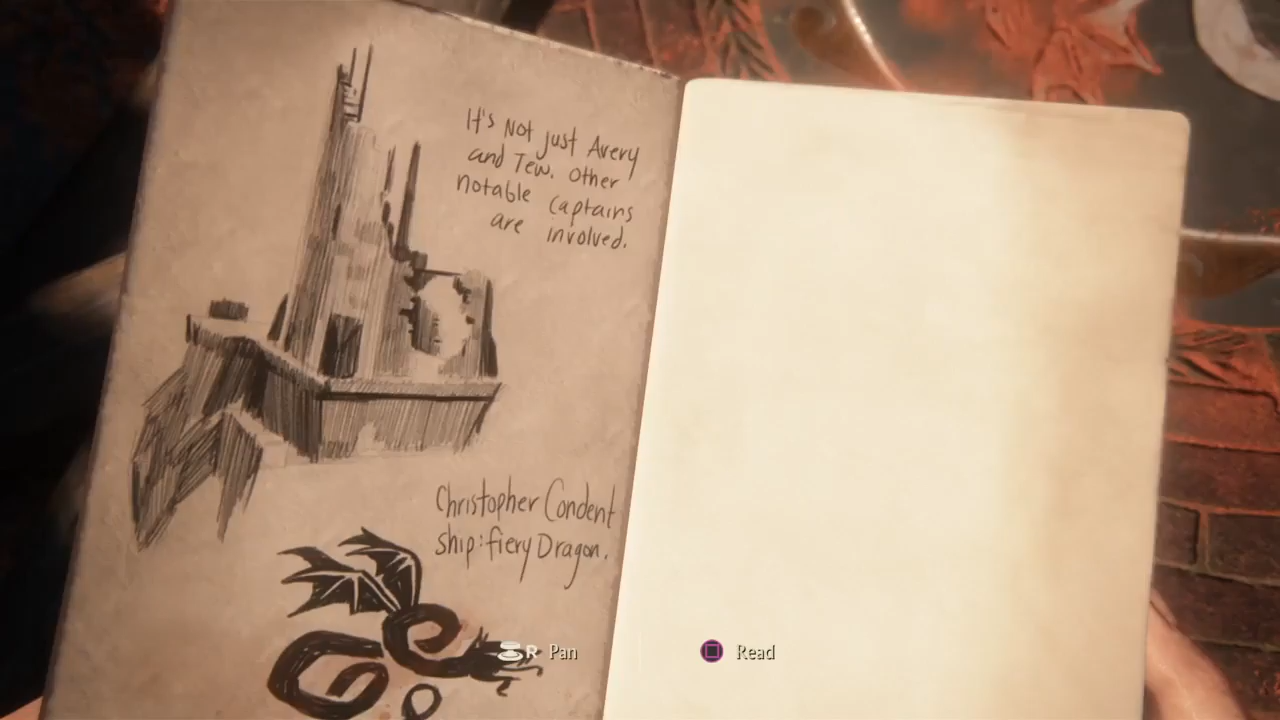 It's Not just Avery
and Tew. Other
notable Captains
are involved.
Christopher Condent
ship: fiery Dragon.
R Pan
Read